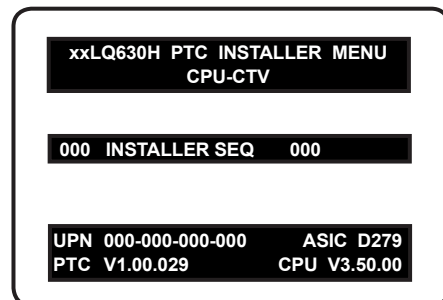 xxLQ630H PTC INSTALLER MENU
CPU-CTV
000 INSTALLER SEQ 000
UPN 000-000-000-000 ASIC D279
PTC V1.00.029 CPU V3.50.00